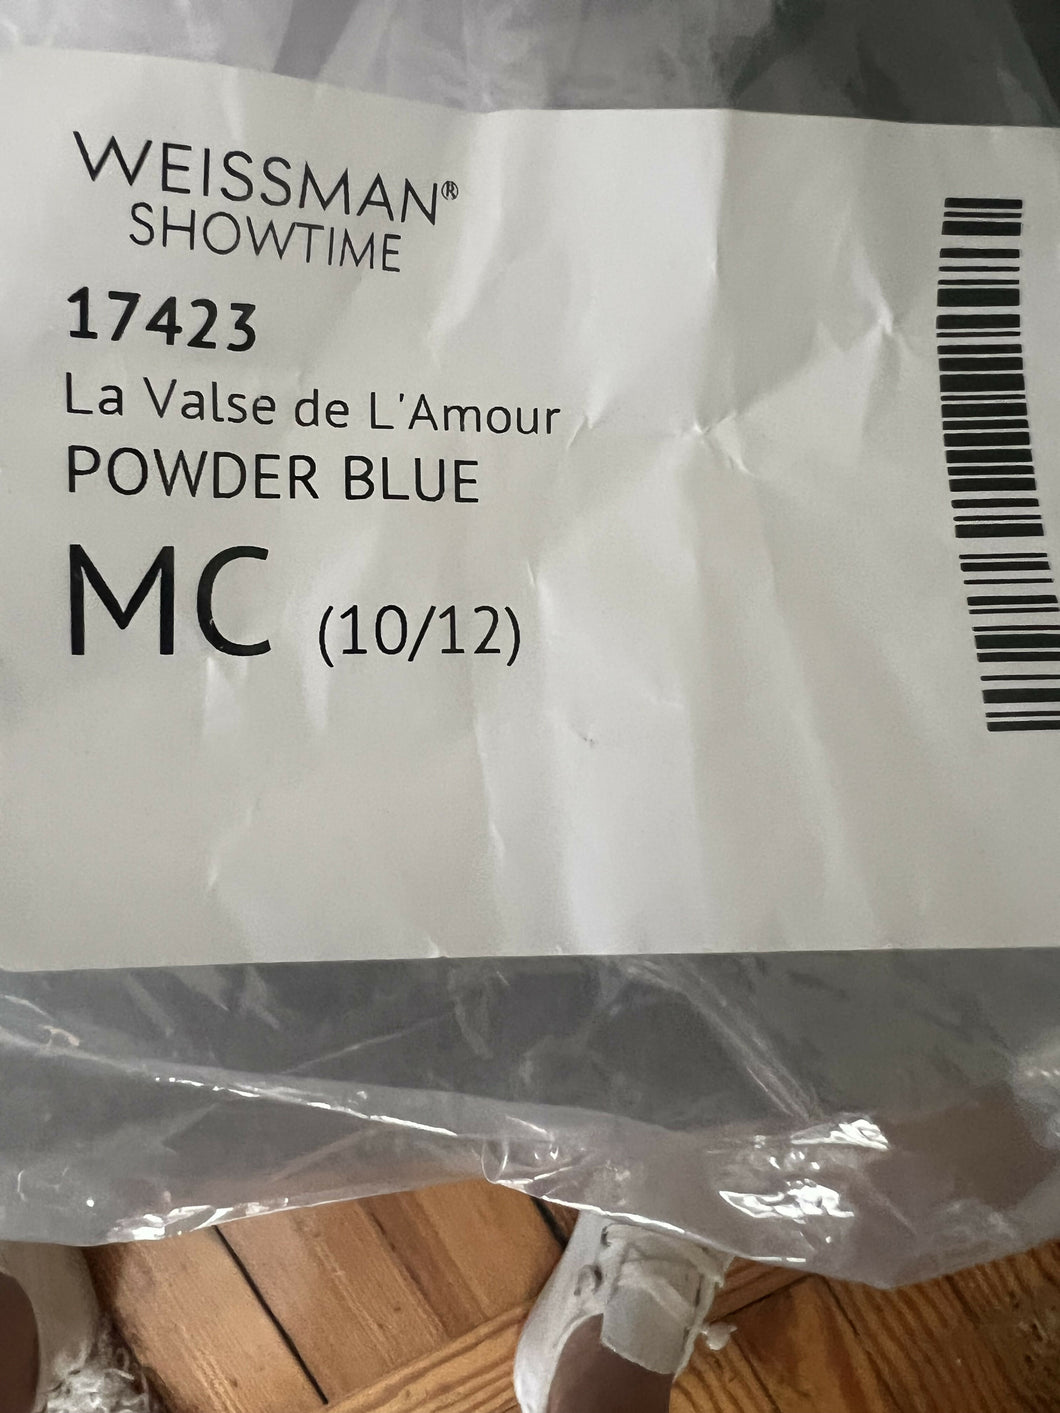 WEISSMAN®
SHOWTIME
17423
La Valse de L'Amour
POWDER BLUE
MC (10/12)